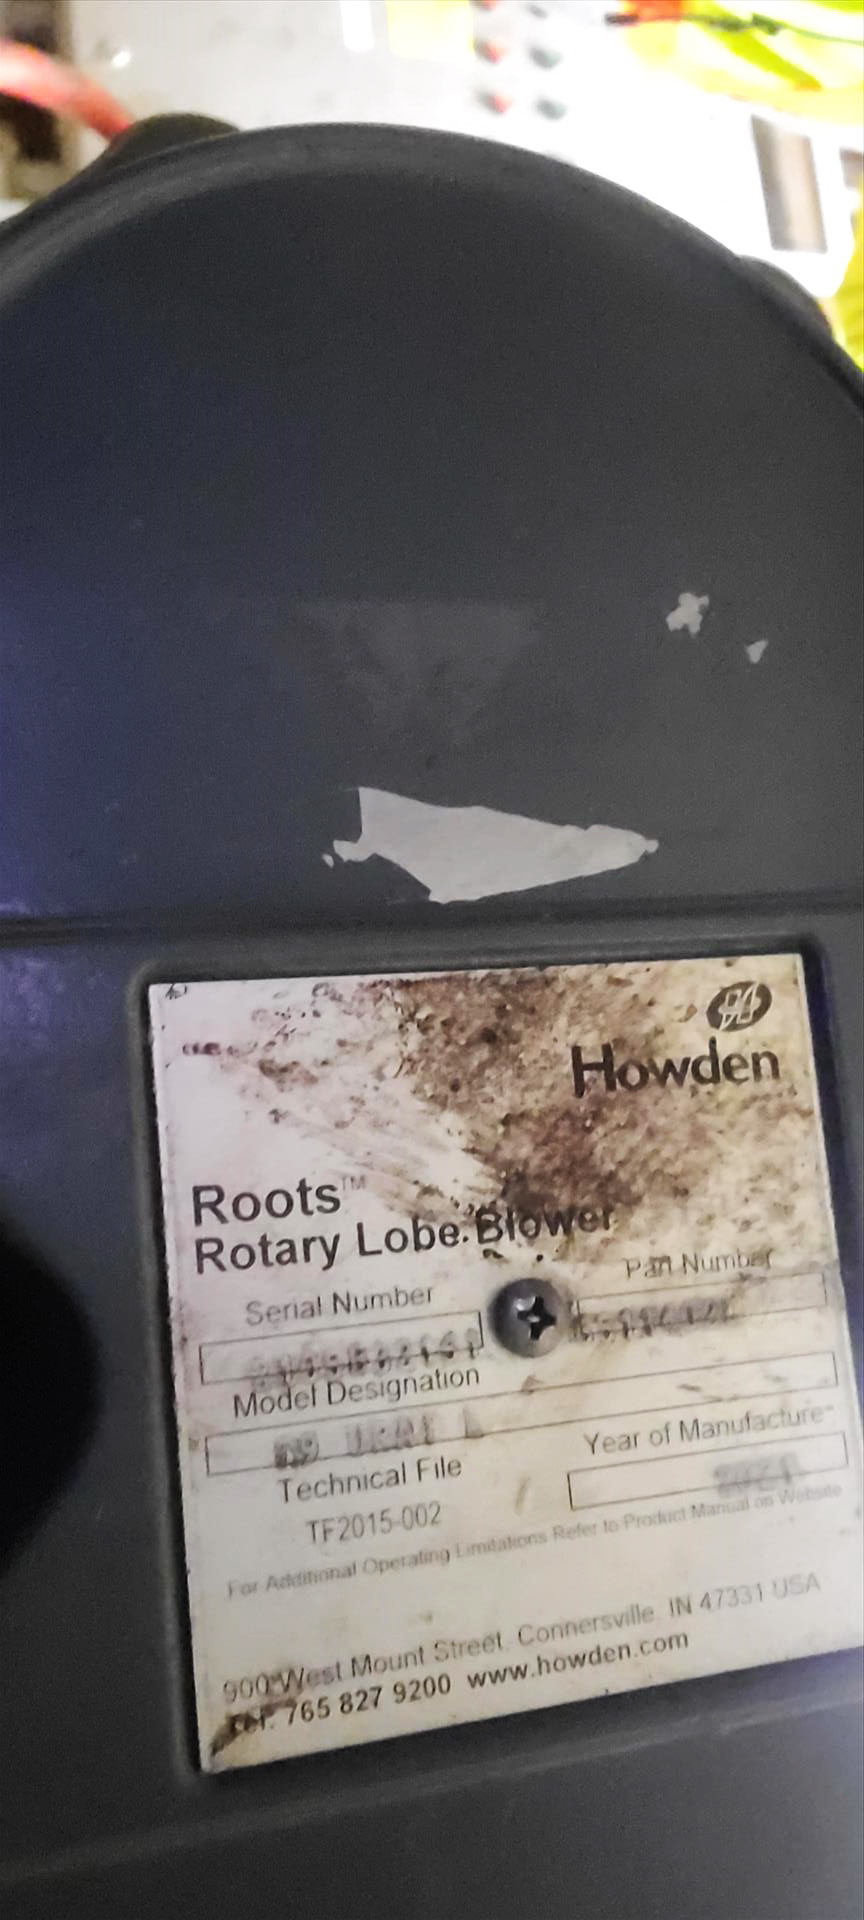 Howden
Roots™
Rotary Lobe Blower
Serial Number
Part Number
Model Designation
Year of Manufacture
Technical File
TF2015-002
For Additional Operating Limitations Refer to Product Manual on Website
900 West Mount Street, Connersville, IN 47331 USA
Tel: 765 827 9200 www.howden.com